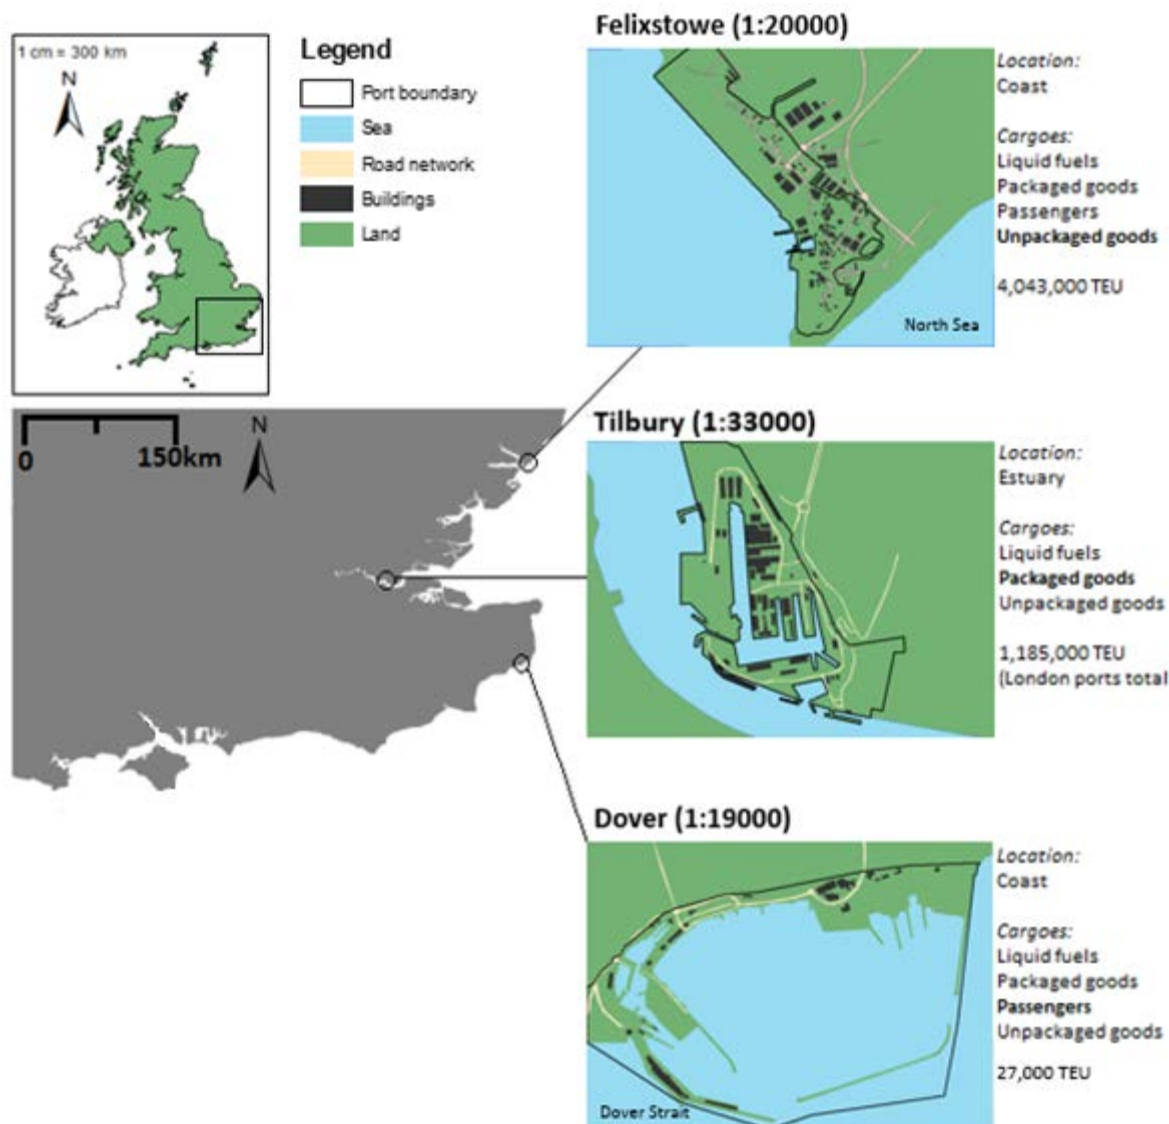 1 cm = 300 km
N
Legend
Port boundary
Sea
Road network
Buildings
Land
0
150km
N
Felixstowe (1:20000)
North Sea
Location:
Coast
Cargoes:
Liquid fuels
Packaged goods
Passengers
Unpackaged goods
4,043,000 TEU
Tilbury (1:33000)
Location:
Estuary
Cargoes:
Liquid fuels
Packaged goods
Unpackaged goods
1,185,000 TEU
(London ports total
Dover (1:19000)
Dover Strait
Location:
Coast
Cargoes:
Liquid fuels
Packaged goods
Passengers
Unpackaged goods
27,000 TEU